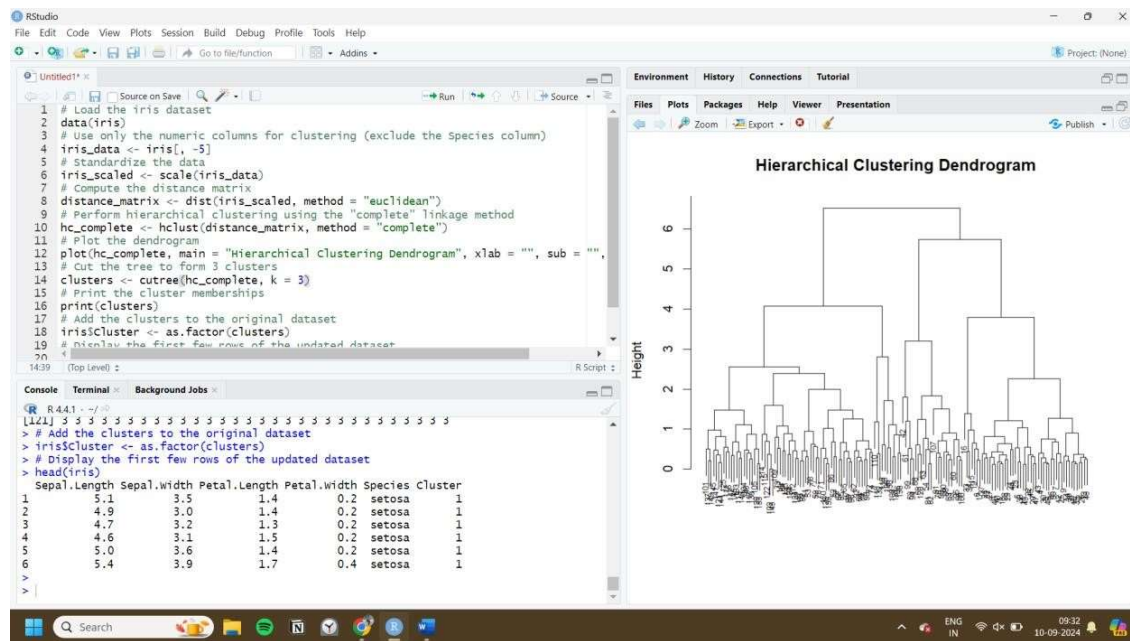 RStudio
File Edit Code View Plots Session Build Debug Profile Tools Help
Go to file/function Addins
Project: (None)
Untitled1*
Source on Save Run Source
1 # Load the iris dataset
2 data(iris)
3 # Use only the numeric columns for clustering (exclude the Species column)
4 iris_data <- iris[, -5]
5 # Standardize the data
6 iris_scaled <- scale(iris_data)
7 # Compute the distance matrix
8 distance_matrix <- dist(iris_scaled, method = "euclidean")
9 # Perform hierarchical clustering using the "complete" linkage method
10 hc_complete <- hclust(distance_matrix, method = "complete")
11 # Plot the dendrogram
12 plot(hc_complete, main = "Hierarchical Clustering Dendrogram", xlab = "", sub = "",
13 # Cut the tree to form 3 clusters
14 clusters <- cutree(hc_complete, k = 3)
15 # Print the cluster memberships
16 print(clusters)
17 # Add the clusters to the original dataset
18 iris$Cluster <- as.factor(clusters)
19 # Display the first few rows of the updated dataset
20
14:39 (Top Level) R Script
Console Terminal Background Jobs
R 4.4.1 · ~/
[121] 3 3 3 3 3 3 3 3 3 3 3 3 3 3 3 3 3 3 3 3 3 3 3 3 3 3 3 3 3 3
> # Add the clusters to the original dataset
> iris$Cluster <- as.factor(clusters)
> # Display the first few rows of the updated dataset
> head(iris)
Sepal.Length Sepal.Width Petal.Length Petal.Width Species Cluster
1 5.1 3.5 1.4 0.2 setosa 1
2 4.9 3.0 1.4 0.2 setosa 1
3 4.7 3.2 1.3 0.2 setosa 1
4 4.6 3.1 1.5 0.2 setosa 1
5 5.0 3.6 1.4 0.2 setosa 1
6 5.4 3.9 1.7 0.4 setosa 1
>
>
Environment History Connections Tutorial
Files Plots Packages Help Viewer Presentation
Zoom Export Publish
Hierarchical Clustering Dendrogram
Height
6
5
4
3
2
1
0
Search
ENG
IN
09:32
10-09-2024